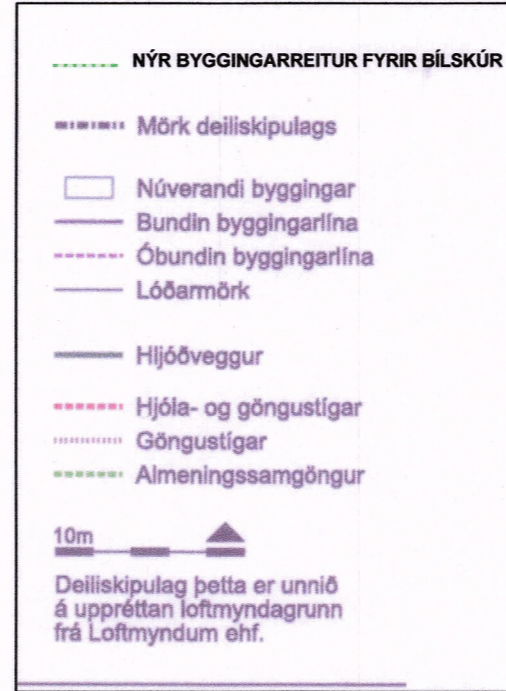 NÝR BYGGINGARREITUR FYRIR BÍLSKÚR
Mörk deiliskipulags
Núverandi byggingar
Bundin byggingarlína
Óbundin byggingarlína
Lóðarmörk
Hljóðveggur
Hjóla- og göngustígar
Göngustígar
Almeningssamgöngur
10m
Deiliskipulag þetta er unnið
á uppréttan loftmyndagrunn
frá Loftmyndum ehf.